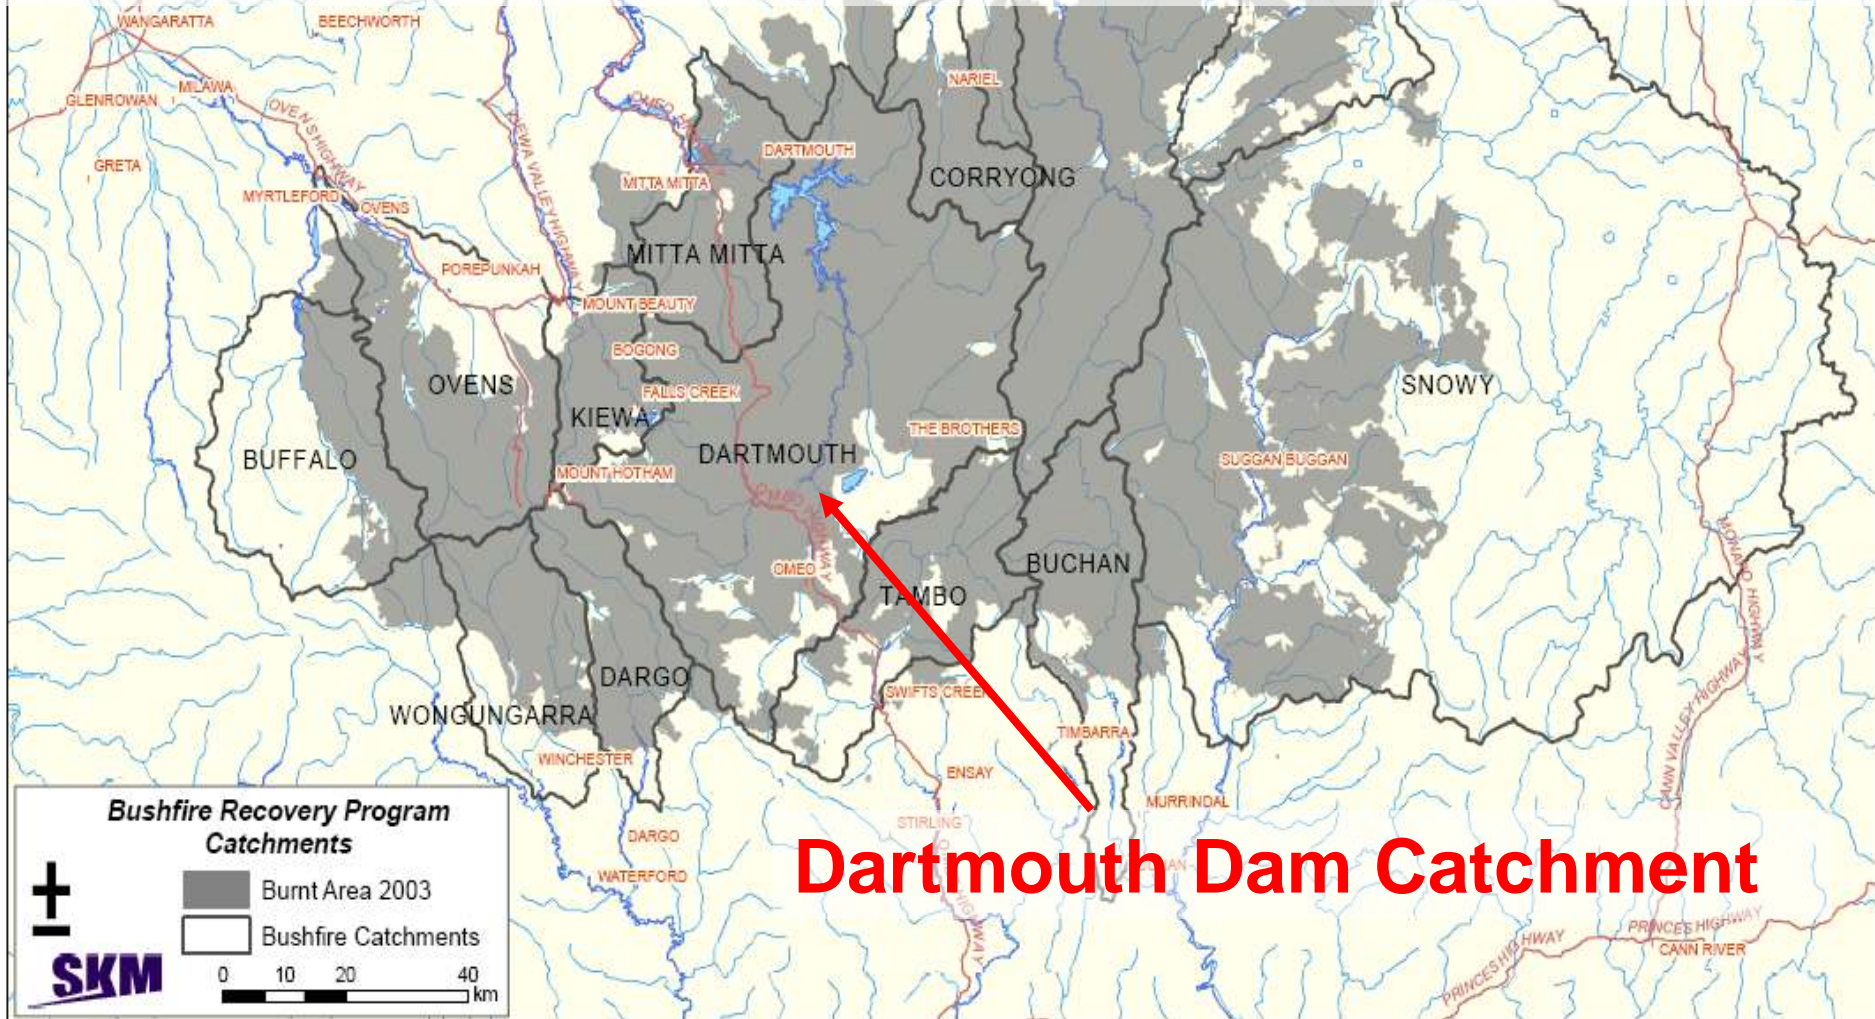 WANGARATTA
BEECHWORTH
NARIEL
MILAWA
GLENROWAN
OVENS HIGHWAY
KIEWA VALLEY HIGHWAY
OMEO
DARTMOUTH
GRETA
MITTA MITTA
CORRYONG
MYRTLEFORD
OVENS
MITTA MITTA
POREPUNKAH
MOUNT BEAUTY
BOGONG
OVENS
FALLS CREEK
SNOWY
KIEWA
THE BROTHERS
BUFFALO
DARTMOUTH
SUGGAN BUGGAN
MOUNT HOTHAM
OMEO HIGHWAY
MONARO HIGHWAY
BUCHAN
OMEO
TAMBO
DARGO
SWIFTS CREEK
CANN VALLEY HIGHWAY
WONGUNGARRA
TIMBARRA
WINCHESTER
ENSAY
MURRINDAL
STIRLING
DARGO
WATERFORD
Dartmouth Dam Catchment
HIGHWAY
PRINCES HIGHWAY
PRINCES HIGHWAY
CANN RIVER
Bushfire Recovery Program
Catchments
Burnt Area 2003
Bushfire Catchments
SKM
0 10 20 40
km